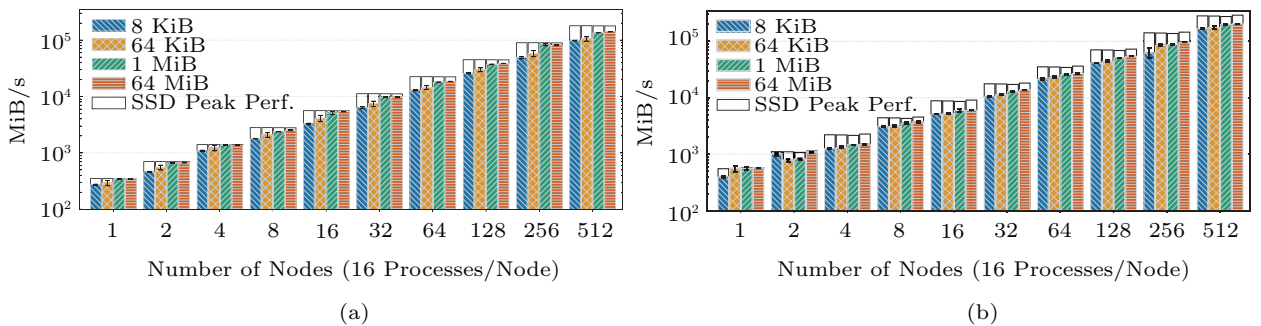 8 KiB
64 KiB
1 MiB
64 MiB
SSD Peak Perf.
MiB/s
10^5
10^4
10^3
10^2
1 2 4 8 16 32 64 128 256 512
Number of Nodes (16 Processes/Node)
(a)
8 KiB
64 KiB
1 MiB
64 MiB
SSD Peak Perf.
MiB/s
10^5
10^4
10^3
10^2
1 2 4 8 16 32 64 128 256 512
Number of Nodes (16 Processes/Node)
(b)